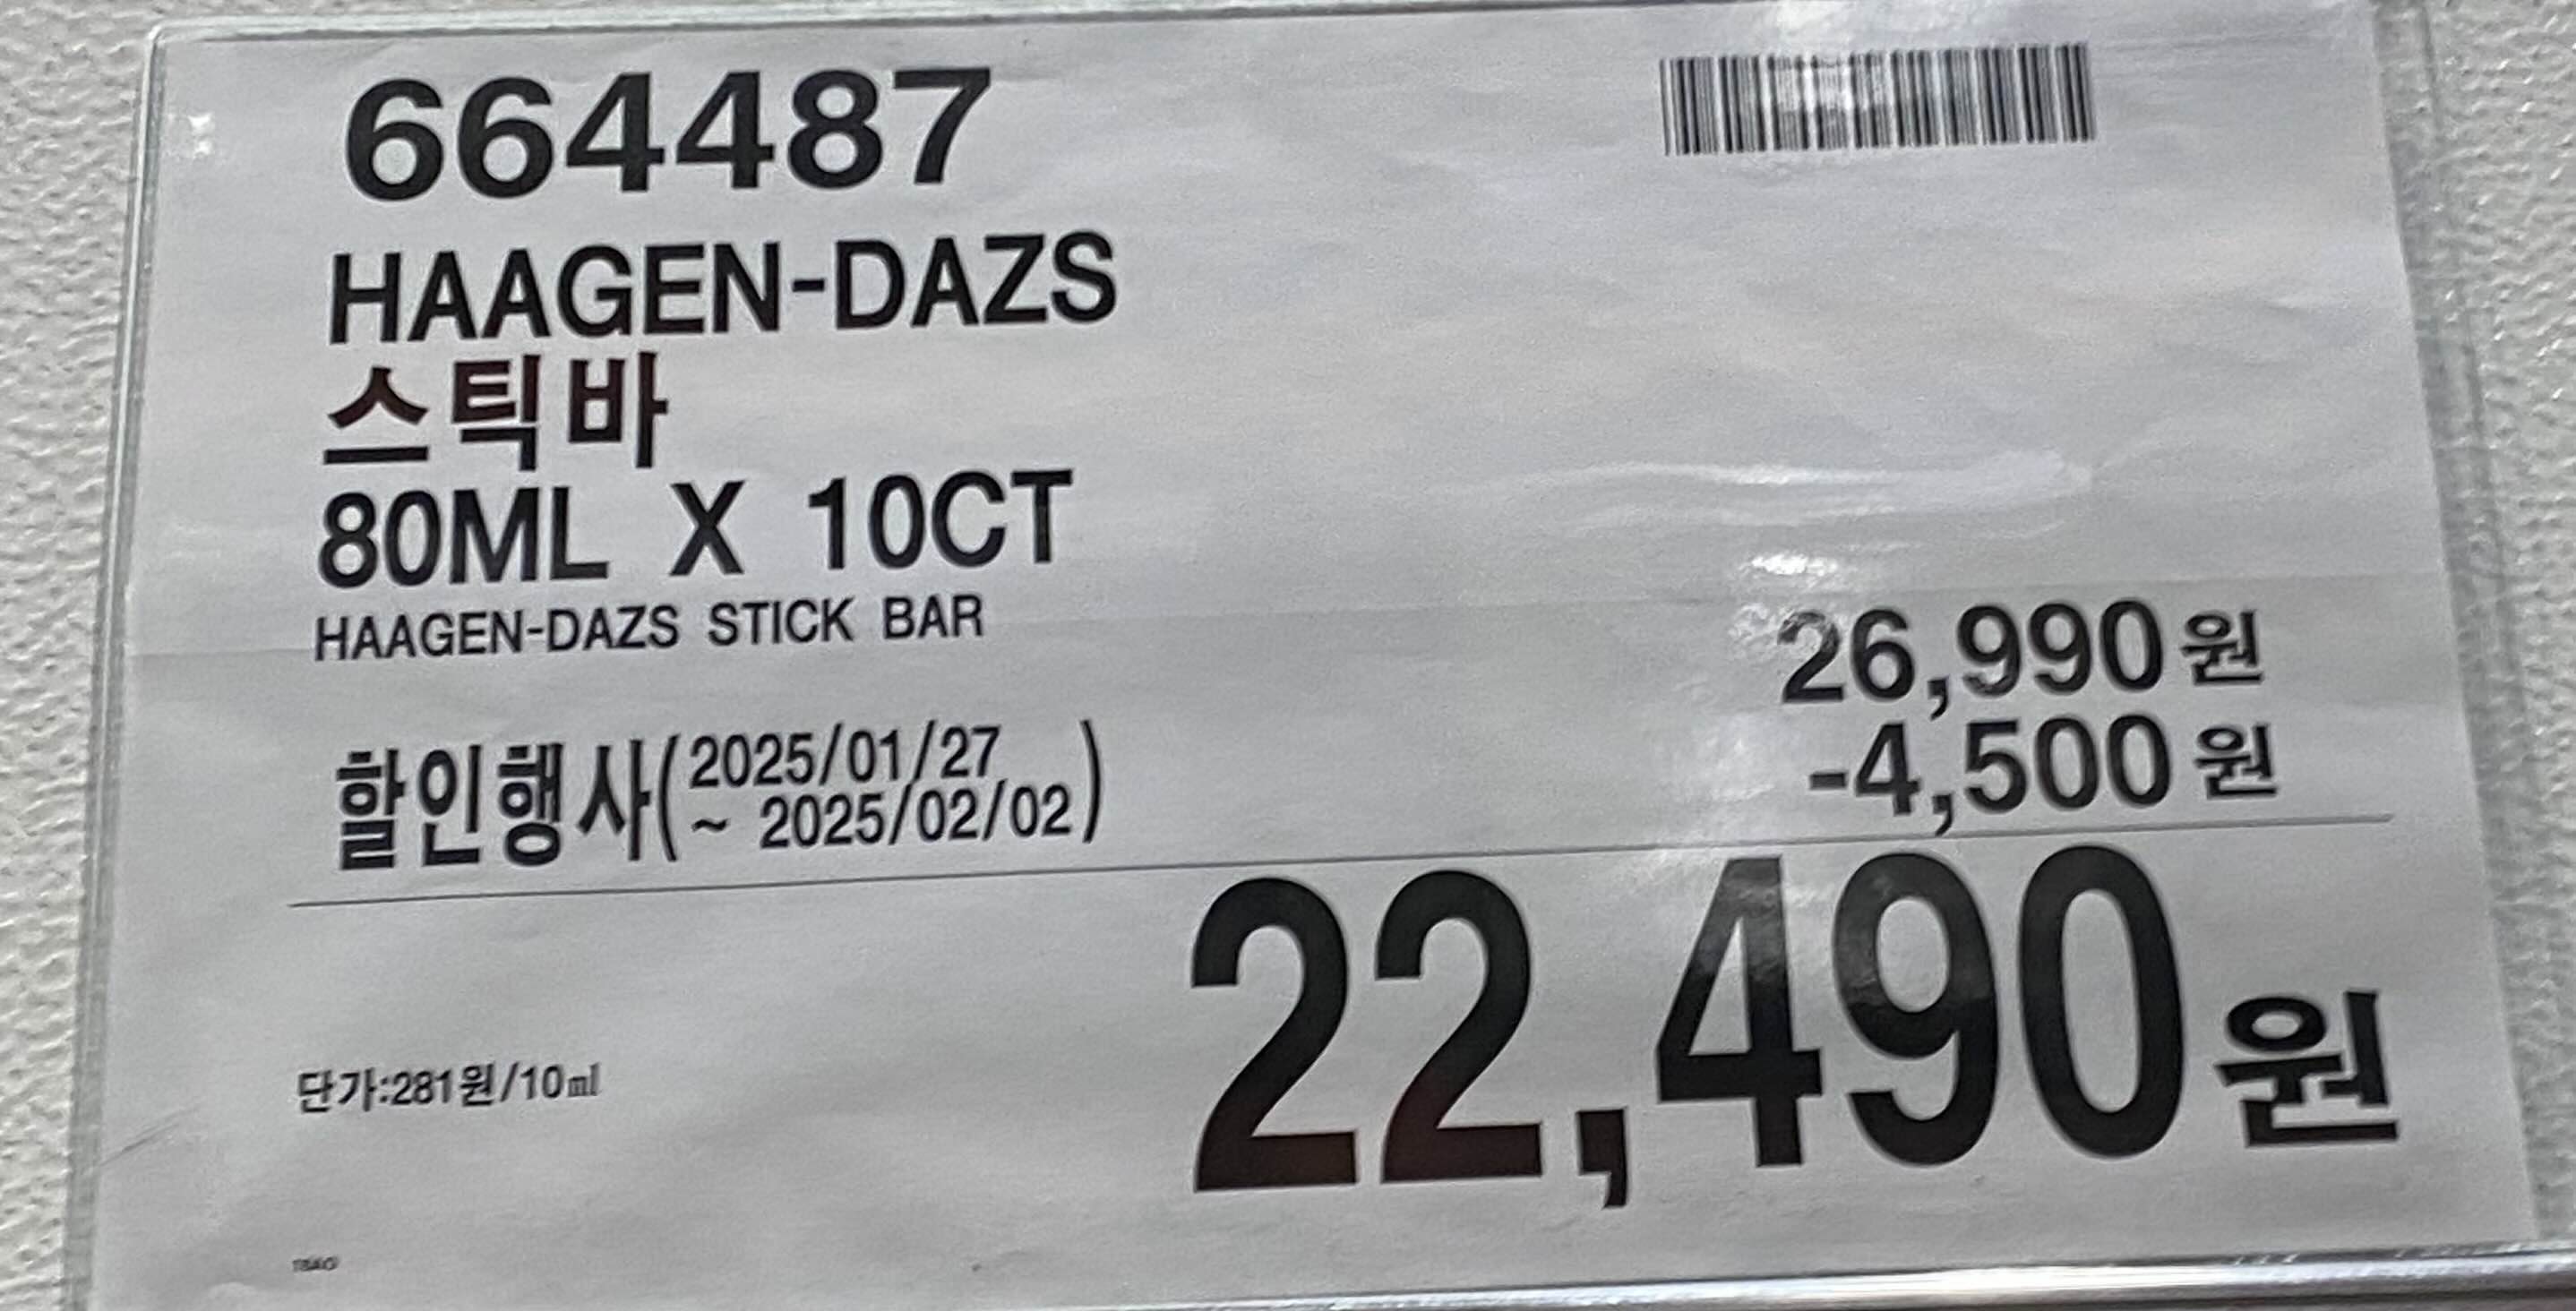 664487
HAAGEN-DAZS
스틱바
80ML X 10CT
HAAGEN-DAZS STICK BAR
26,990원
할인행사(2025/01/27
~ 2025/02/02)
-4,500원
22,490원
단가:281원/10㎖